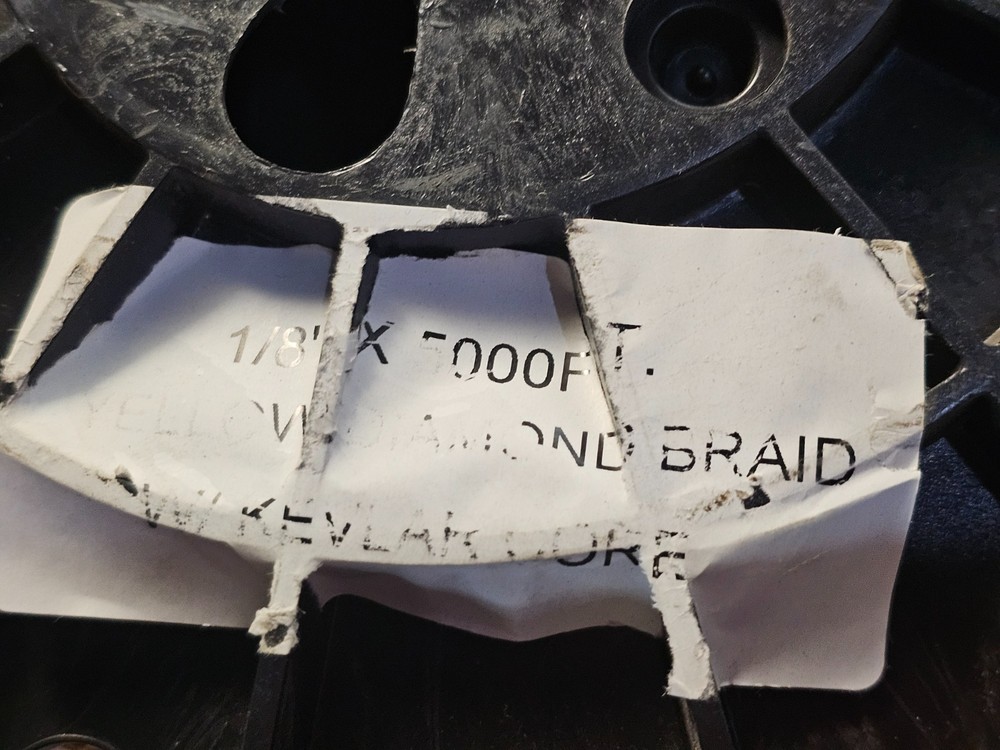 1/8" X 5000FT.
YELLOW DIAMOND BRAID
W/ KEVLAR CORE